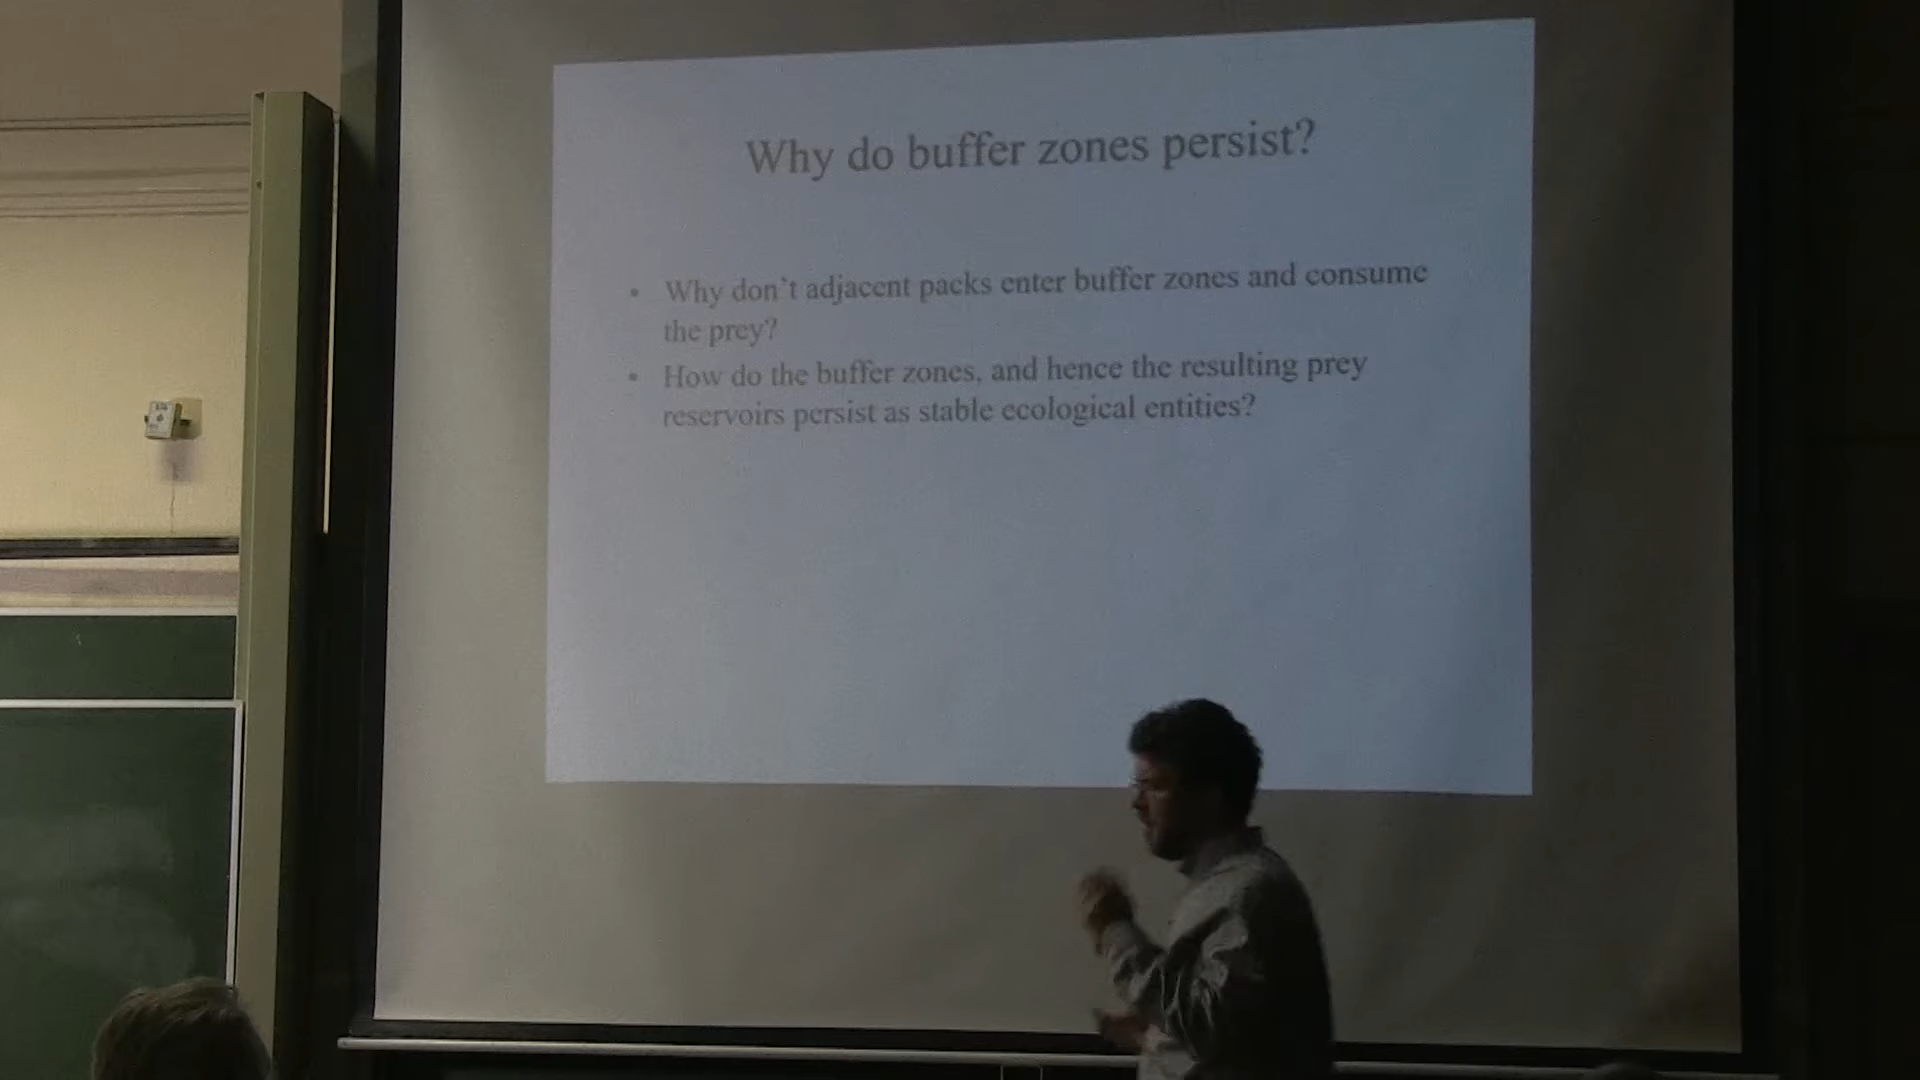 Why do buffer zones persist?
• Why don't adjacent packs enter buffer zones and consume
the prey?
• How do the buffer zones, and hence the resulting prey
reservoirs persist as stable ecological entities?